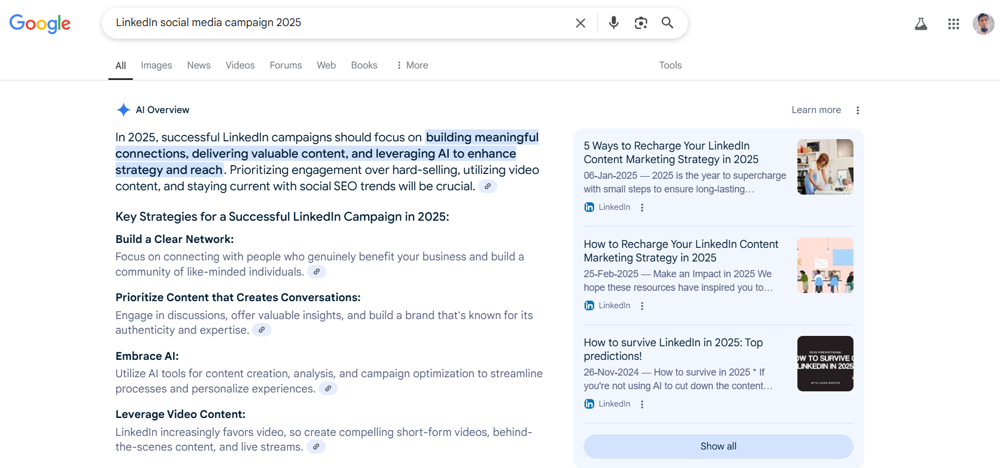 Google
LinkedIn social media campaign 2025
All
Images
News
Videos
Forums
Web
Books
More
Tools
AI Overview
Learn more
In 2025, successful LinkedIn campaigns should focus on building meaningful
connections, delivering valuable content, and leveraging AI to enhance
strategy and reach. Prioritizing engagement over hard-selling, utilizing video
content, and staying current with social SEO trends will be crucial.
Key Strategies for a Successful LinkedIn Campaign in 2025:
Build a Clear Network:
Focus on connecting with people who genuinely benefit your business and build a
community of like-minded individuals.
Prioritize Content that Creates Conversations:
Engage in discussions, offer valuable insights, and build a brand that's known for its
authenticity and expertise.
Embrace AI:
Utilize AI tools for content creation, analysis, and campaign optimization to streamline
processes and personalize experiences.
Leverage Video Content:
LinkedIn increasingly favors video, so create compelling short-form videos, behind-
the-scenes content, and live streams.
5 Ways to Recharge Your LinkedIn
Content Marketing Strategy in 2025
06-Jan-2025 — 2025 is the year to supercharge
with small steps to ensure long-lasting...
in LinkedIn
How to Recharge Your LinkedIn Content
Marketing Strategy in 2025
25-Feb-2025 — Make an Impact in 2025 We
hope these resources have inspired you to...
in LinkedIn
How to survive LinkedIn in 2025: Top
predictions!
26-Nov-2024 — How to survive in 2025 * If
you're not using AI to cut down the content...
in LinkedIn
2025 PREDICTIONS:
OW TO SURVIVE O
LINKEDIN IN 2025
Show all